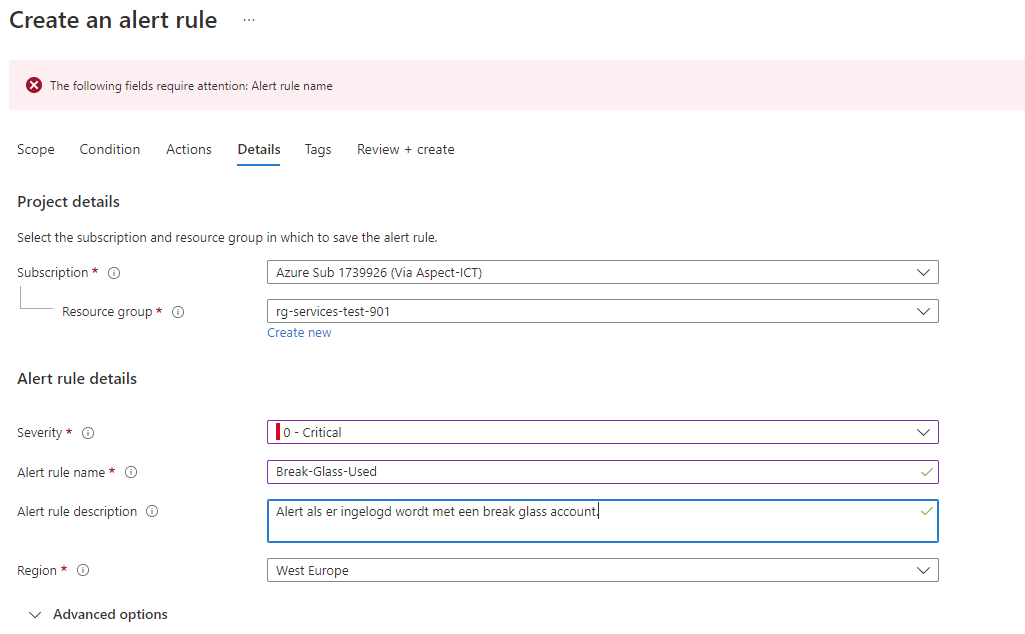 Create an alert rule ...
The following fields require attention: Alert rule name
Scope Condition Actions Details Tags Review + create
Project details
Select the subscription and resource group in which to save the alert rule.
Subscription * Azure Sub 1739926 (Via Aspect-ICT)
Resource group * rg-services-test-901
Create new
Alert rule details
Severity * 0 - Critical
Alert rule name * Break-Glass-Used
Alert rule description Alert als er ingelogd wordt met een break glass account.
Region * West Europe
Advanced options